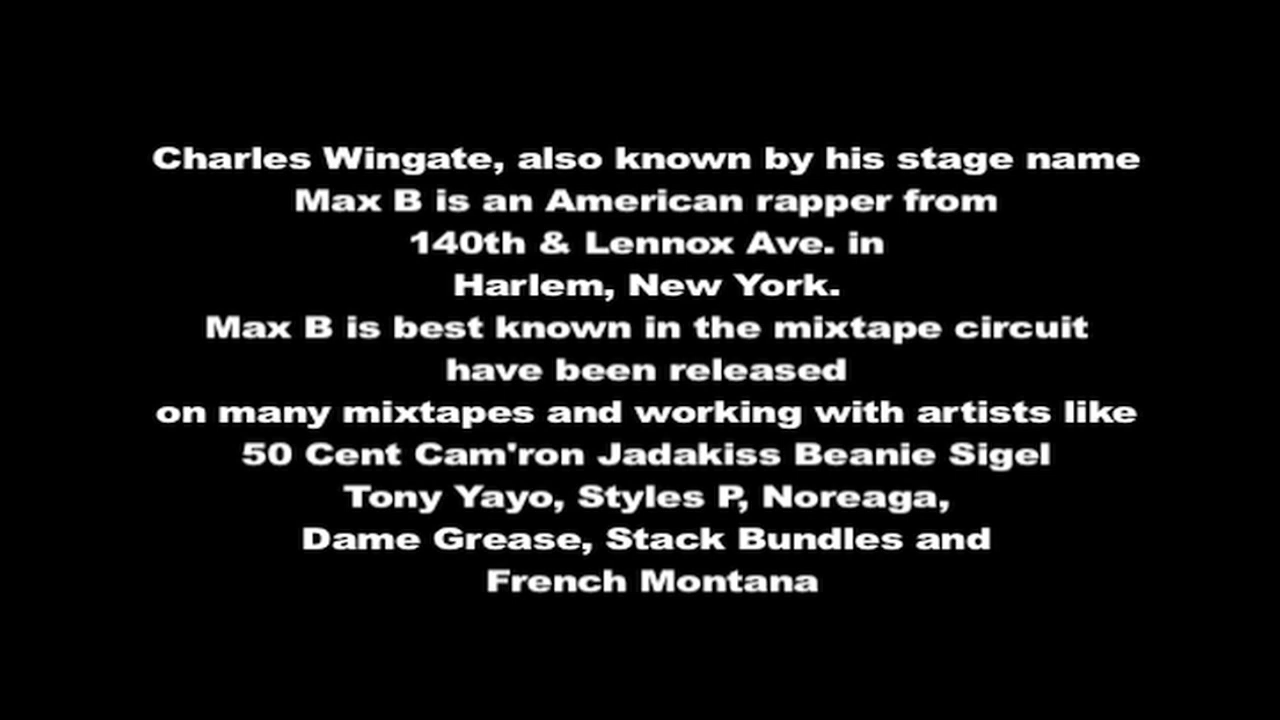 Charles Wingate, also known by his stage name
Max B is an American rapper from
140th & Lennox Ave. in
Harlem, New York.
Max B is best known in the mixtape circuit
have been released
on many mixtapes and working with artists like
50 Cent Cam'ron Jadakiss Beanie Sigel
Tony Yayo, Styles P, Noreaga,
Dame Grease, Stack Bundles and
French Montana